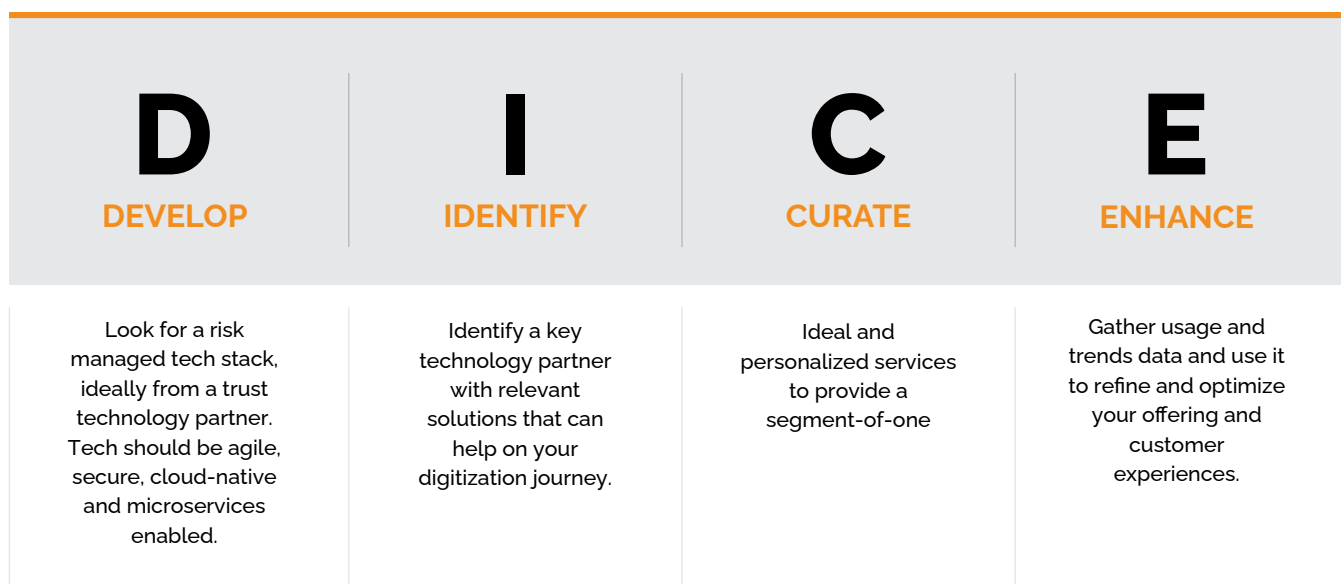 D
DEVELOP
Look for a risk
managed tech stack,
ideally from a trust
technology partner.
Tech should be agile,
secure, cloud-native
and microservices
enabled.
I
IDENTIFY
Identify a key
technology partner
with relevant
solutions that can
help on your
digitization journey.
C
CURATE
Ideal and
personalized services
to provide a
segment-of-one
E
ENHANCE
Gather usage and
trends data and use it
to refine and optimize
your offering and
customer
experiences.